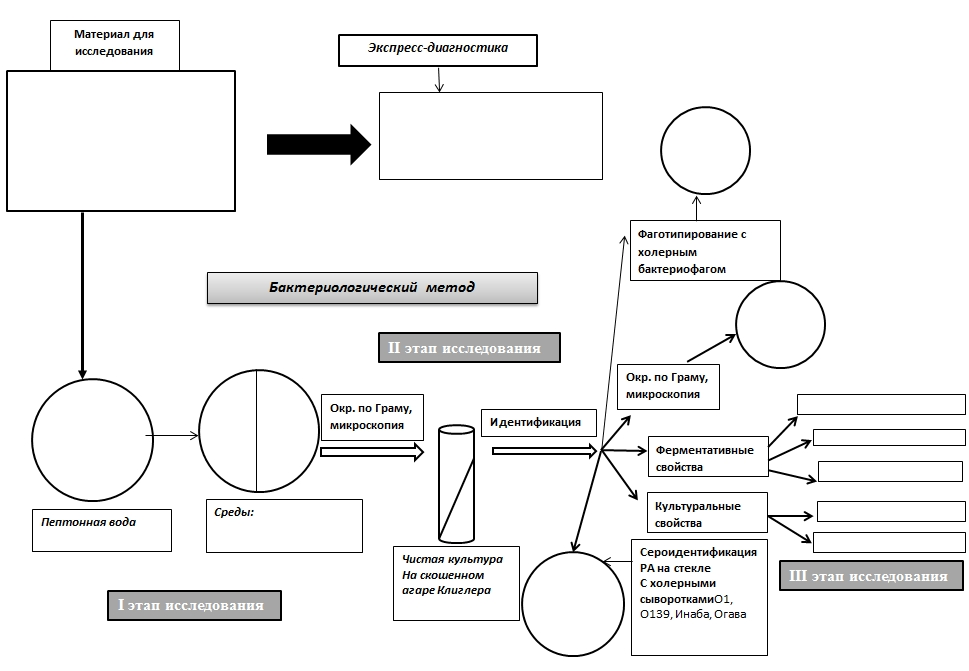 Материал для
исследования
Экспресс-диагностика
Фаготипирование с
холерным
бактериофагом
Бактериологический метод
II этап исследования
Окр. по Граму,
микроскопия
Окр. по Граму,
микроскопия
Идентификация
Ферментативные
свойства
Культуральные
свойства
Пептонная вода
Среды:
Чистая культура
На скошенном
агаре Клиглера
Сероидентификация
РА на стекле
С холерными
сывороткамиО1,
О139, Инаба, Огава
III этап исследования
I этап исследования